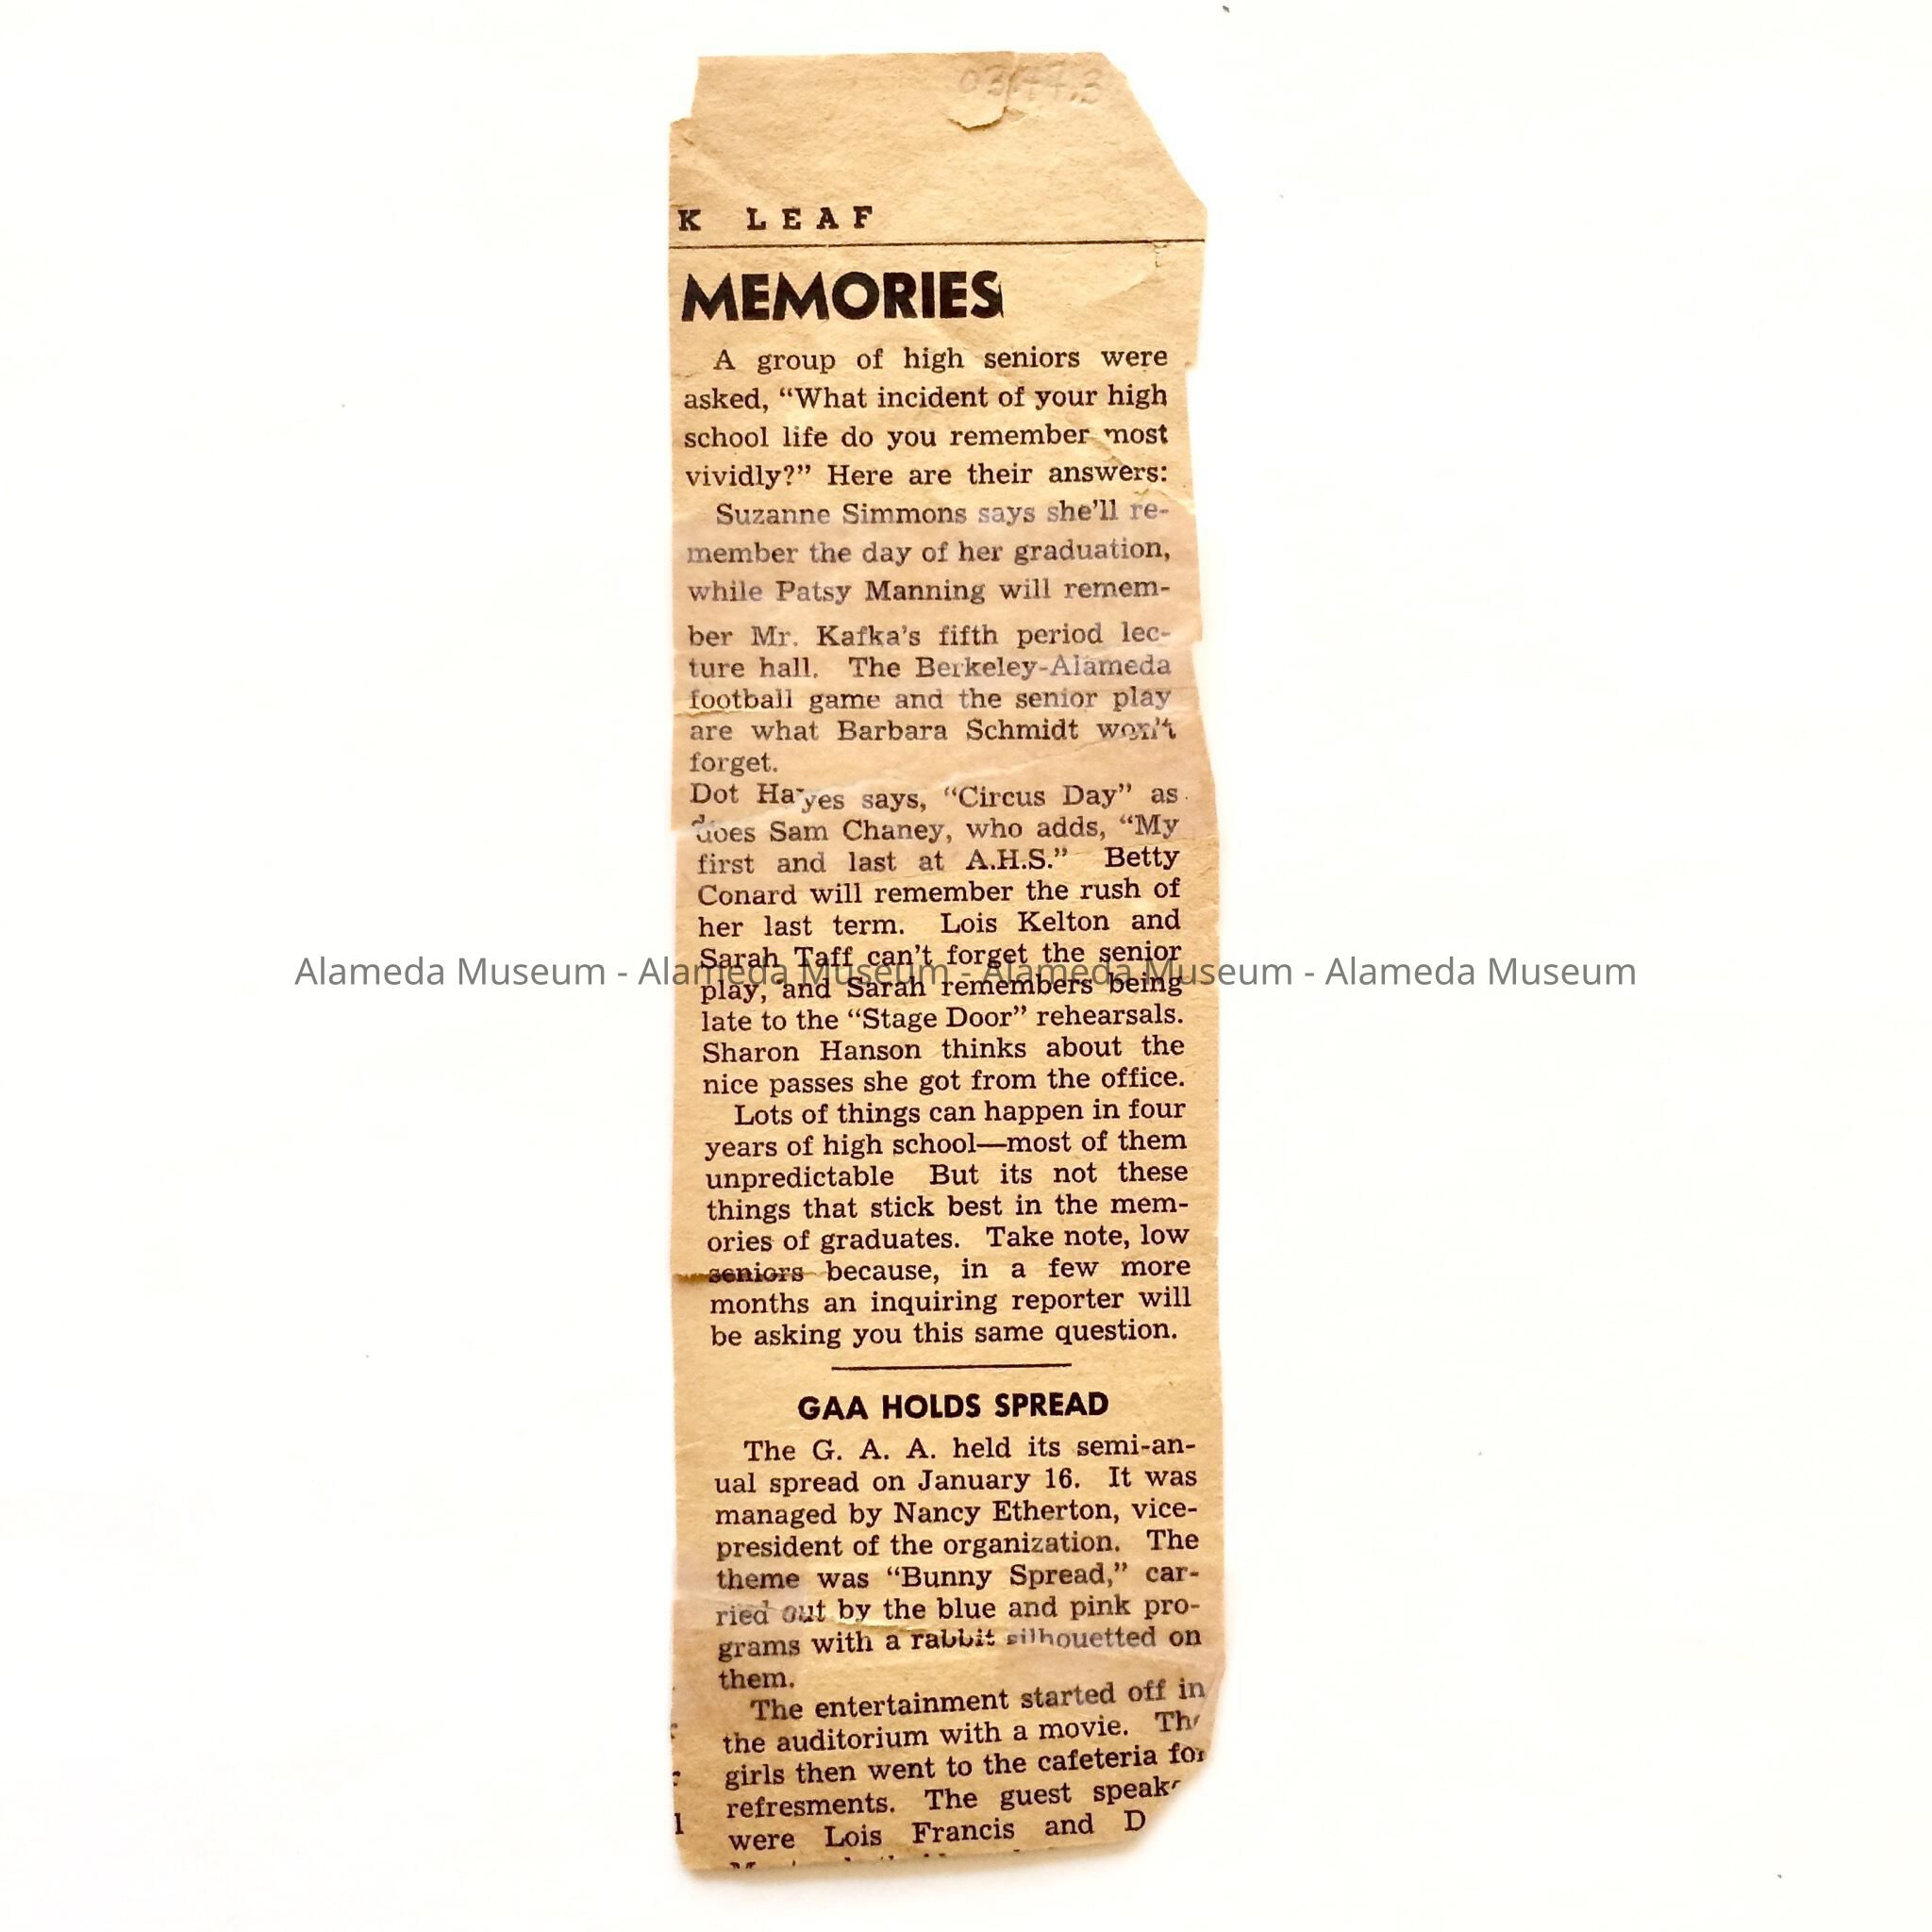 K LEAF
MEMORIES
A group of high seniors were
asked, “What incident of your high
school life do you remember most
vividly?” Here are their answers:
Suzanne Simmons says she’ll re-
member the day of her graduation,
while Patsy Manning will remem-
ber Mr. Kafka’s fifth period lec-
ture hall. The Berkeley-Alameda
football game and the senior play
are what Barbara Schmidt won’t
forget.
Dot Hayes says, “Circus Day” as
does Sam Chaney, who adds, “My
first and last at A.H.S.” Betty
Conard will remember the rush of
her last term. Lois Kelton and
Sarah Taff can’t forget the senior
Alameda Museum - Alameda Museum - Alameda Museum - Alameda Museum
play, and Sarah remembers being
late to the “Stage Door” rehearsals.
Sharon Hanson thinks about the
nice passes she got from the office.
Lots of things can happen in four
years of high school—most of them
unpredictable But its not these
things that stick best in the mem-
ories of graduates. Take note, low
seniors because, in a few more
months an inquiring reporter will
be asking you this same question.
GAA HOLDS SPREAD
The G. A. A. held its semi-an-
ual spread on January 16. It was
managed by Nancy Etherton, vice-
president of the organization. The
theme was “Bunny Spread,” car-
ried out by the blue and pink pro-
grams with a rabbit silhouetted on
them.
The entertainment started off in
the auditorium with a movie. The
girls then went to the cafeteria for
refresments. The guest speake
were Lois Francis and D